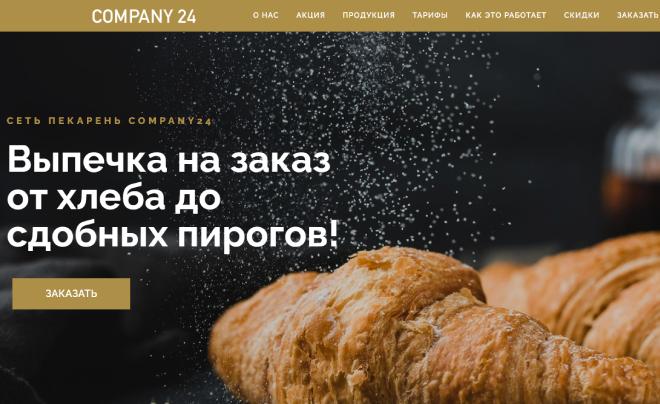 COMPANY 24
О НАС АКЦИЯ ПРОДУКЦИЯ ТАРИФЫ КАК ЭТО РАБОТАЕТ СКИДКИ ЗАКАЗАТЬ
СЕТЬ ПЕКАРЕНЬ COMPANY24
Выпечка на заказ
от хлеба до
сдобных пирогов!
ЗАКАЗАТЬ